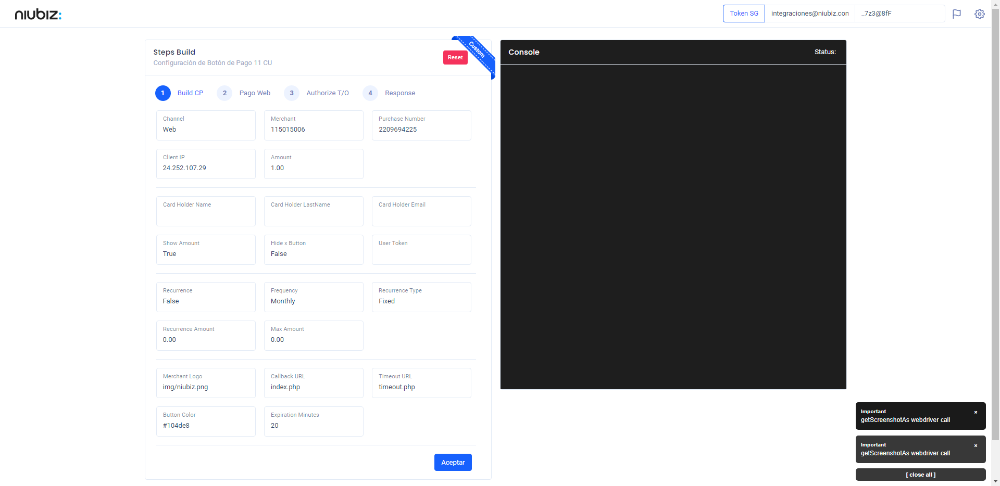 niubiz:
Token SG
integraciones@niubiz.con
_7z3@8fF
Steps Build
Configuración de Botón de Pago 11 CU
Reset
Custom
1 Build CP
2 Pago Web
3 Authorize T/O
4 Response
Channel
Web
Merchant
115015006
Purchase Number
2209694225
Client IP
24.252.107.29
Amount
1.00
Card Holder Name
Card Holder LastName
Card Holder Email
Show Amount
True
Hide x Button
False
User Token
Recurrence
False
Frequency
Monthly
Recurrence Type
Fixed
Recurrence Amount
0.00
Max Amount
0.00
Merchant Logo
img/niubiz.png
Callback URL
index.php
Timeout URL
timeout.php
Button Color
#104de8
Expiration Minutes
20
Aceptar
Console
Status:
Important
getScreenshotAs webdriver call
Important
getScreenshotAs webdriver call
[ close all ]